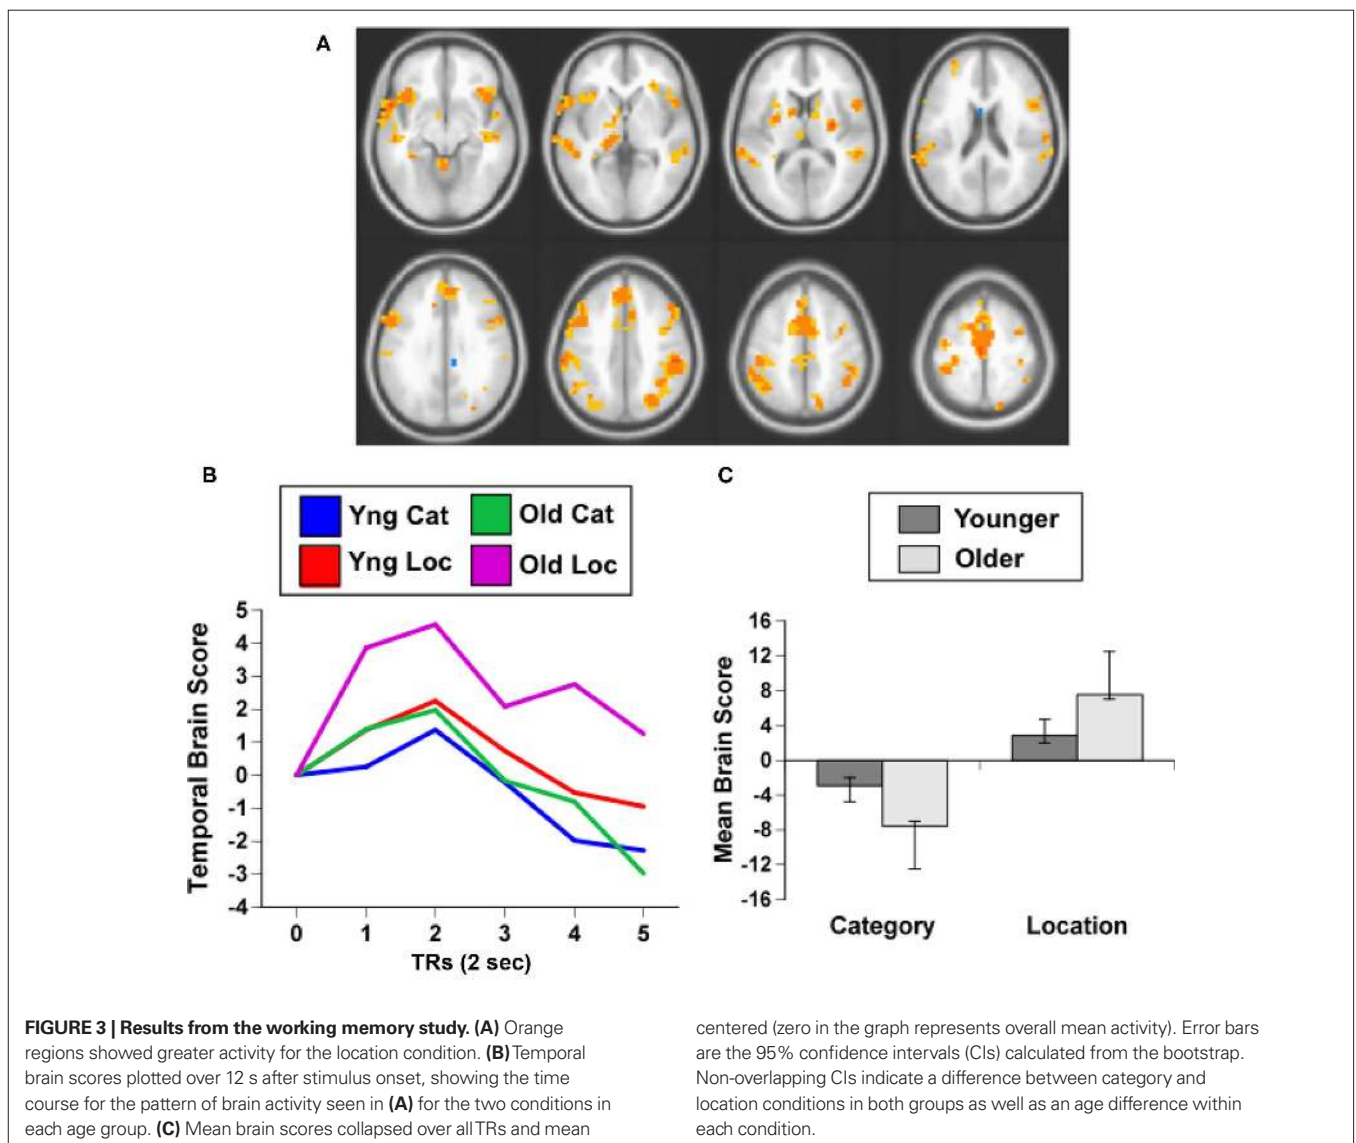 A
B
C
Yng Cat
Old Cat
Yng Loc
Old Loc
Younger
Older
Temporal Brain Score
5
4
3
2
1
0
-1
-2
-3
-4
0 1 2 3 4 5
TRs (2 sec)
Mean Brain Score
16
12
8
4
0
-4
-8
-12
-16
Category Location
FIGURE 3 | Results from the working memory study. (A) Orange
regions showed greater activity for the location condition. (B) Temporal
brain scores plotted over 12 s after stimulus onset, showing the time
course for the pattern of brain activity seen in (A) for the two conditions in
each age group. (C) Mean brain scores collapsed over all TRs and mean
centered (zero in the graph represents overall mean activity). Error bars
are the 95% confidence intervals (CIs) calculated from the bootstrap.
Non-overlapping CIs indicate a difference between category and
location conditions in both groups as well as an age difference within
each condition.